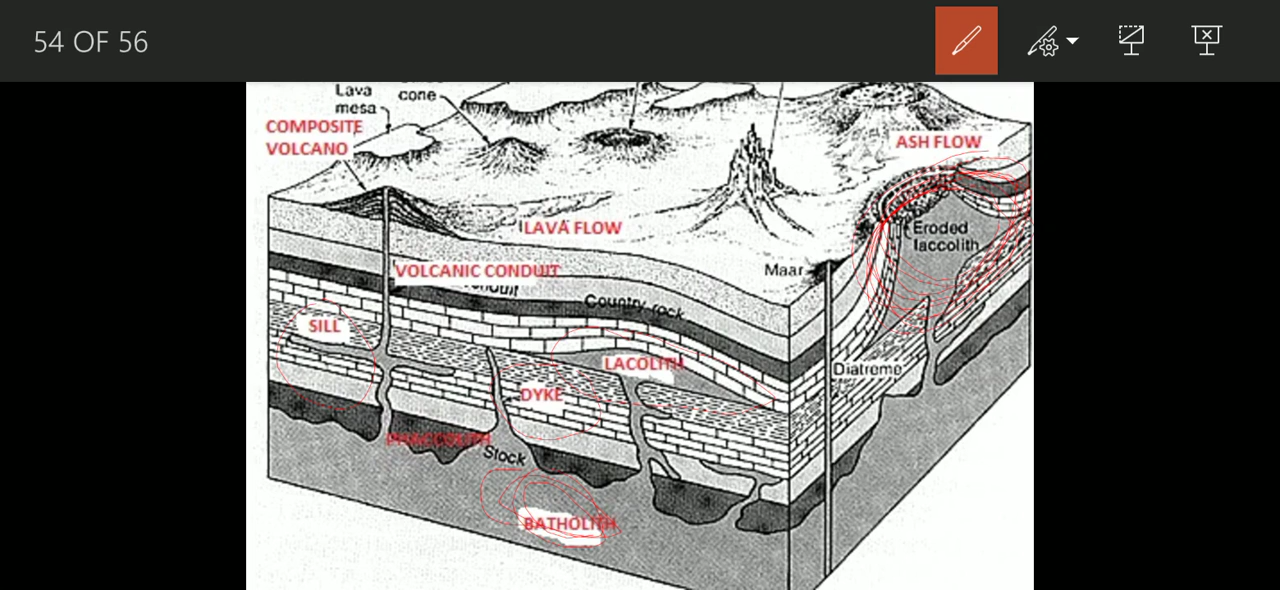 54 OF 56
Lava
mesa
cone
COMPOSITE
VOLCANO
ASH FLOW
LAVA FLOW
Eroded
laccolith
Maar
VOLCANIC CONDUIT
Country rock
SILL
LACOLITH
Diatreme
DYKE
PHACCOLITH
Stock
BATHOLITH